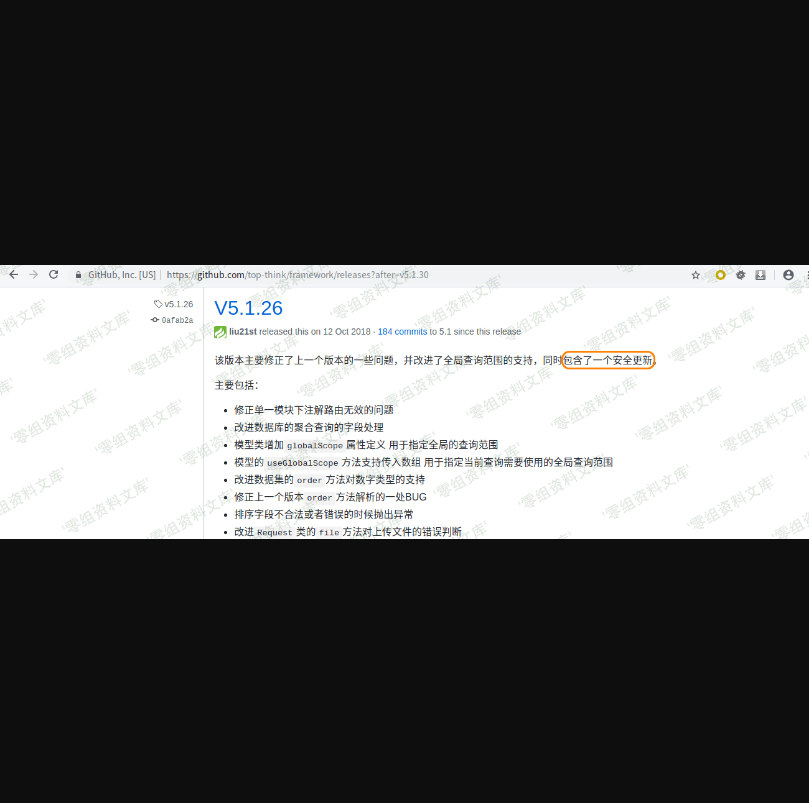 GitHub, Inc. [US] https://github.com/top-think/framework/releases?after=v5.1.30
v5.1.26
0afab2a
V5.1.26
liu21st released this on 12 Oct 2018 · 184 commits to 5.1 since this release
该版本主要修正了上一个版本的一些问题，并改进了全局查询范围的支持，同时包含了一个安全更新。
主要包括：
修正单一模块下注解路由无效的问题
改进数据库的聚合查询的字段处理
模型类增加 globalScope 属性定义 用于指定全局的查询范围
模型的 useGlobalScope 方法支持传入数组 用于指定当前查询需要使用的全局查询范围
改进数据集的 order 方法对数字类型的支持
修正上一个版本 order 方法解析的一处BUG
排序字段不合法或者错误的时候抛出异常
改进 Request 类的 file 方法对上传文件的错误判断
零组资料文库